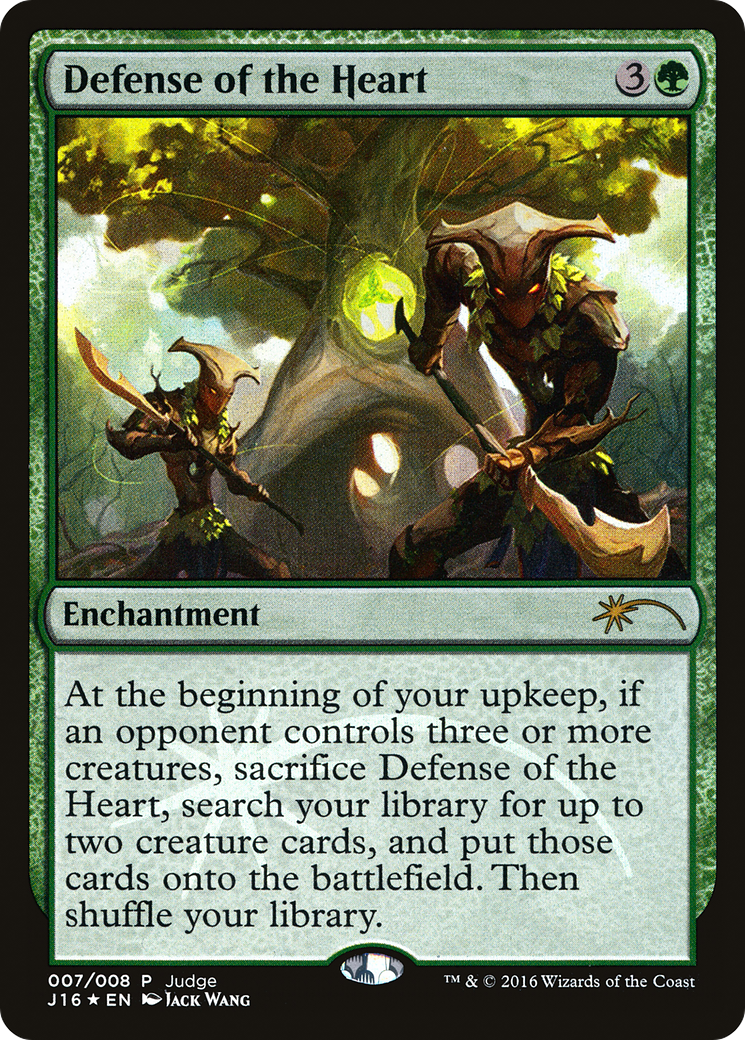 Defense of the Heart 3
Enchantment
At the beginning of your upkeep, if
an opponent controls three or more
creatures, sacrifice Defense of the
Heart, search your library for up to
two creature cards, and put those
cards onto the battlefield. Then
shuffle your library.
007/008 P Judge
J16 ★ EN Jack Wang
™ & © 2016 Wizards of the Coast